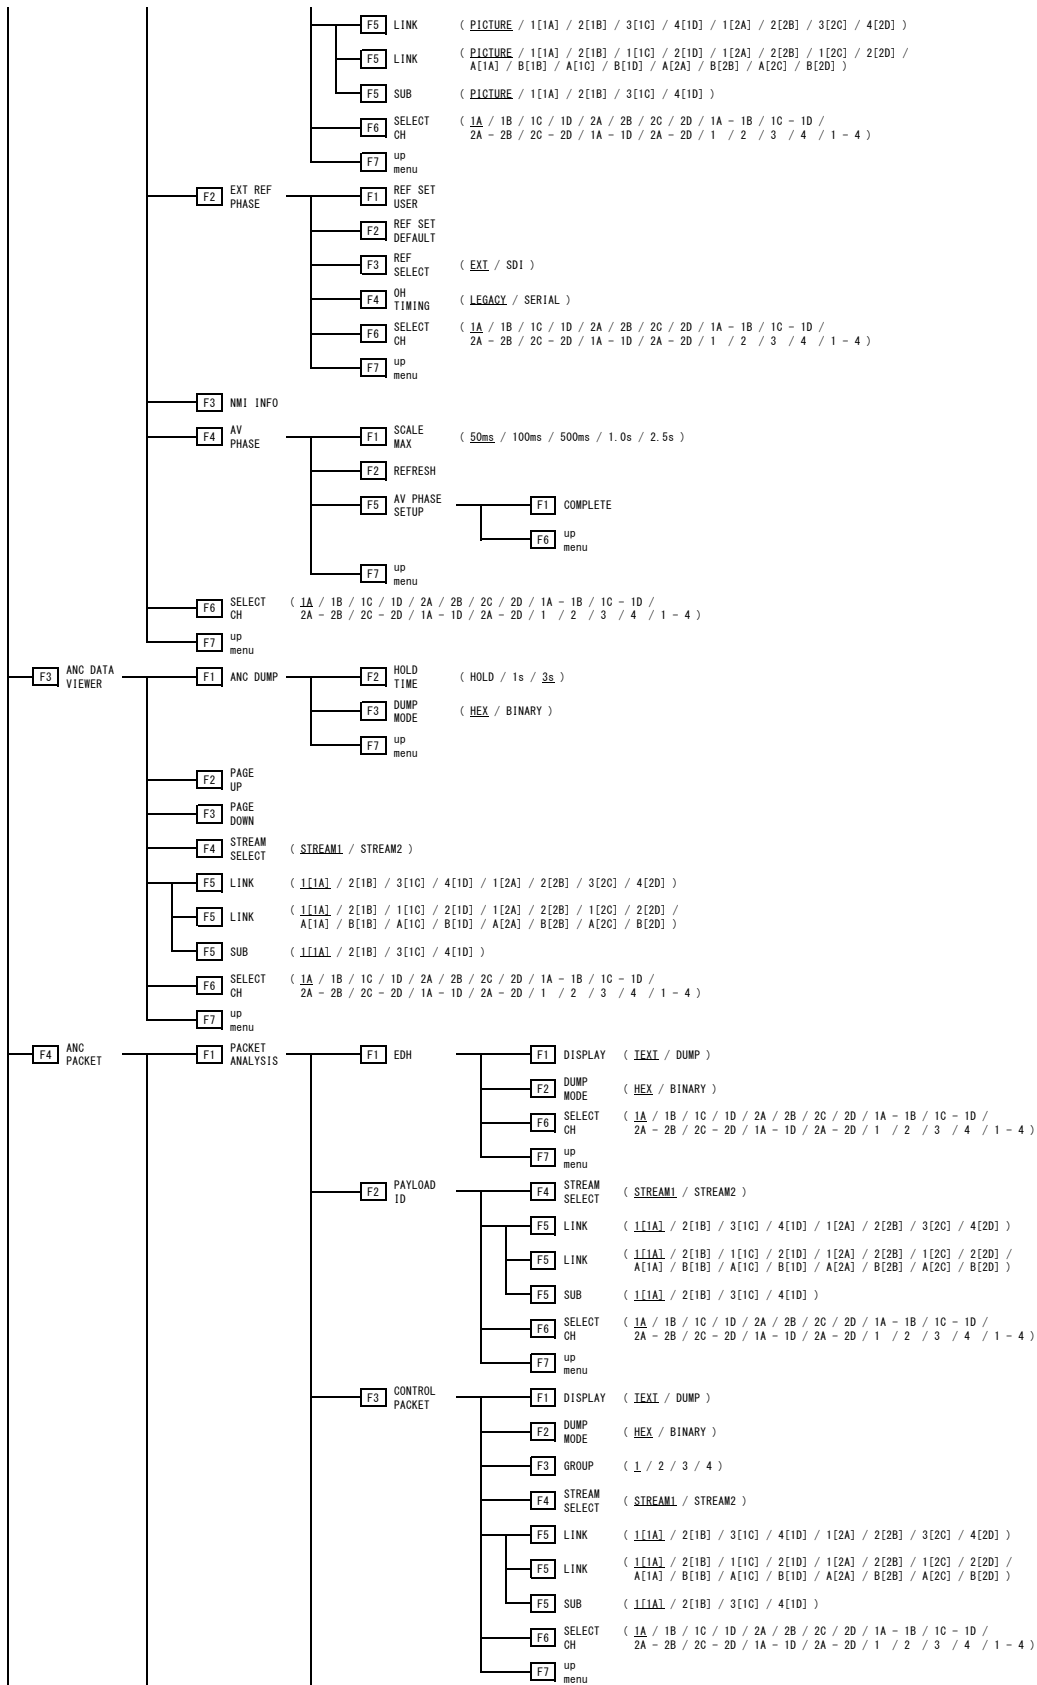 F5 LINK ( PICTURE / 1[1A] / 2[1B] / 3[1C] / 4[1D] / 1[2A] / 2[2B] / 3[2C] / 4[2D] )
F5 LINK ( PICTURE / 1[1A] / 2[1B] / 1[1C] / 2[1D] / 1[2A] / 2[2B] / 1[2C] / 2[2D] /
A[1A] / B[1B] / A[1C] / B[1D] / A[2A] / B[2B] / A[2C] / B[2D] )
F5 SUB ( PICTURE / 1[1A] / 2[1B] / 3[1C] / 4[1D] )
F6 SELECT CH ( 1A / 1B / 1C / 1D / 2A / 2B / 2C / 2D / 1A - 1B / 1C - 1D /
2A - 2B / 2C - 2D / 1A - 1D / 2A - 2D / 1 / 2 / 3 / 4 / 1 - 4 )
F7 up menu
F2 EXT REF PHASE F1 REF SET USER
F2 REF SET DEFAULT
F3 REF SELECT ( EXT / SDI )
F4 OH TIMING ( LEGACY / SERIAL )
F6 SELECT CH ( 1A / 1B / 1C / 1D / 2A / 2B / 2C / 2D / 1A - 1B / 1C - 1D /
2A - 2B / 2C - 2D / 1A - 1D / 2A - 2D / 1 / 2 / 3 / 4 / 1 - 4 )
F7 up menu
F3 NMI INFO
F4 AV PHASE F1 SCALE MAX ( 50ms / 100ms / 500ms / 1.0s / 2.5s )
F2 REFRESH
F5 AV PHASE SETUP F1 COMPLETE
F6 up menu
F7 up menu
F6 SELECT CH ( 1A / 1B / 1C / 1D / 2A / 2B / 2C / 2D / 1A - 1B / 1C - 1D /
2A - 2B / 2C - 2D / 1A - 1D / 2A - 2D / 1 / 2 / 3 / 4 / 1 - 4 )
F7 up menu
F3 ANC DATA VIEWER F1 ANC DUMP F2 HOLD TIME ( HOLD / 1s / 3s )
F3 DUMP MODE ( HEX / BINARY )
F7 up menu
F2 PAGE UP
F3 PAGE DOWN
F4 STREAM SELECT ( STREAM1 / STREAM2 )
F5 LINK ( 1[1A] / 2[1B] / 3[1C] / 4[1D] / 1[2A] / 2[2B] / 3[2C] / 4[2D] )
F5 LINK ( 1[1A] / 2[1B] / 1[1C] / 2[1D] / 1[2A] / 2[2B] / 1[2C] / 2[2D] /
A[1A] / B[1B] / A[1C] / B[1D] / A[2A] / B[2B] / A[2C] / B[2D] )
F5 SUB ( 1[1A] / 2[1B] / 3[1C] / 4[1D] )
F6 SELECT CH ( 1A / 1B / 1C / 1D / 2A / 2B / 2C / 2D / 1A - 1B / 1C - 1D /
2A - 2B / 2C - 2D / 1A - 1D / 2A - 2D / 1 / 2 / 3 / 4 / 1 - 4 )
F7 up menu
F4 ANC PACKET F1 PACKET ANALYSIS F1 EDH F1 DISPLAY ( TEXT / DUMP )
F2 DUMP MODE ( HEX / BINARY )
F6 SELECT CH ( 1A / 1B / 1C / 1D / 2A / 2B / 2C / 2D / 1A - 1B / 1C - 1D /
2A - 2B / 2C - 2D / 1A - 1D / 2A - 2D / 1 / 2 / 3 / 4 / 1 - 4 )
F7 up menu
F2 PAYLOAD ID F4 STREAM SELECT ( STREAM1 / STREAM2 )
F5 LINK ( 1[1A] / 2[1B] / 3[1C] / 4[1D] / 1[2A] / 2[2B] / 3[2C] / 4[2D] )
F5 LINK ( 1[1A] / 2[1B] / 1[1C] / 2[1D] / 1[2A] / 2[2B] / 1[2C] / 2[2D] /
A[1A] / B[1B] / A[1C] / B[1D] / A[2A] / B[2B] / A[2C] / B[2D] )
F5 SUB ( 1[1A] / 2[1B] / 3[1C] / 4[1D] )
F6 SELECT CH ( 1A / 1B / 1C / 1D / 2A / 2B / 2C / 2D / 1A - 1B / 1C - 1D /
2A - 2B / 2C - 2D / 1A - 1D / 2A - 2D / 1 / 2 / 3 / 4 / 1 - 4 )
F7 up menu
F3 CONTROL PACKET F1 DISPLAY ( TEXT / DUMP )
F2 DUMP MODE ( HEX / BINARY )
F3 GROUP ( 1 / 2 / 3 / 4 )
F4 STREAM SELECT ( STREAM1 / STREAM2 )
F5 LINK ( 1[1A] / 2[1B] / 3[1C] / 4[1D] / 1[2A] / 2[2B] / 3[2C] / 4[2D] )
F5 LINK ( 1[1A] / 2[1B] / 1[1C] / 2[1D] / 1[2A] / 2[2B] / 1[2C] / 2[2D] /
A[1A] / B[1B] / A[1C] / B[1D] / A[2A] / B[2B] / A[2C] / B[2D] )
F5 SUB ( 1[1A] / 2[1B] / 3[1C] / 4[1D] )
F6 SELECT CH ( 1A / 1B / 1C / 1D / 2A / 2B / 2C / 2D / 1A - 1B / 1C - 1D /
2A - 2B / 2C - 2D / 1A - 1D / 2A - 2D / 1 / 2 / 3 / 4 / 1 - 4 )
F7 up menu